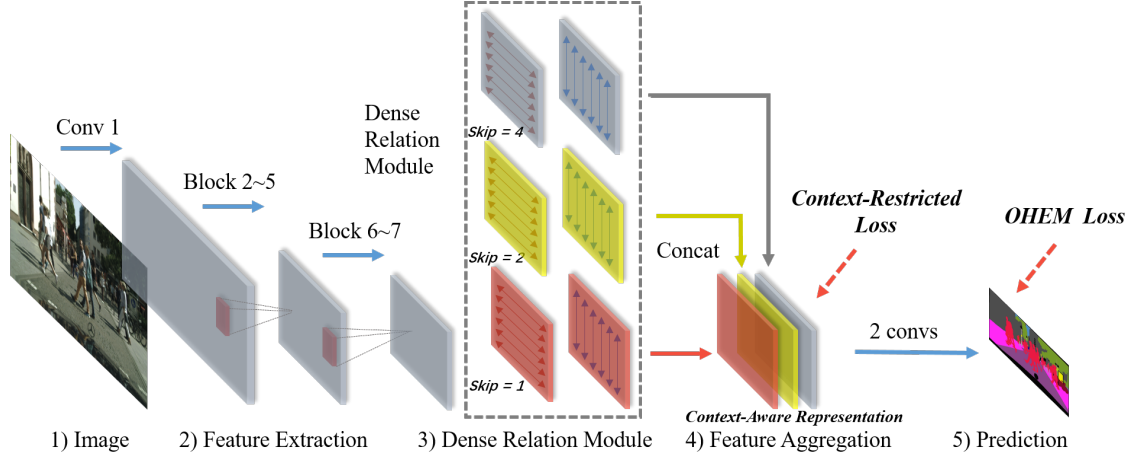 Conv 1
Block 2~5
Block 6~7
Dense
Relation
Module
Skip = 4
Skip = 2
Skip = 1
Concat
Context-Restricted
Loss
OHEM Loss
2 convs
Context-Aware Representation
1) Image
2) Feature Extraction
3) Dense Relation Module
4) Feature Aggregation
5) Prediction